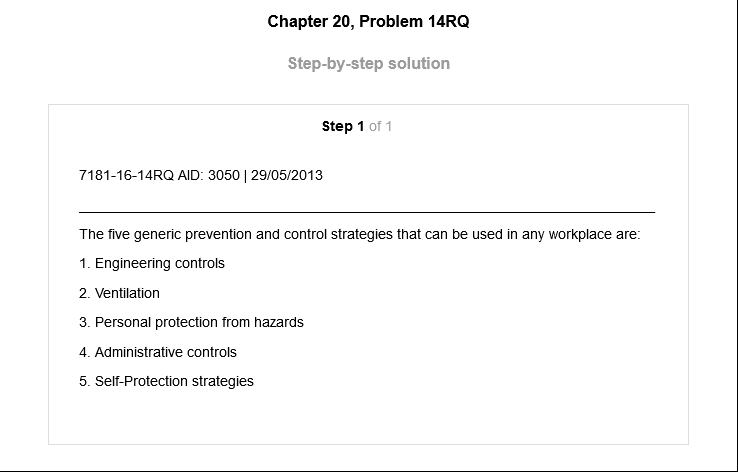 Chapter 20, Problem 14RQ
Step-by-step solution
Step 1 of 1
7181-16-14RQ AID: 3050 | 29/05/2013
The five generic prevention and control strategies that can be used in any workplace are:
1. Engineering controls
2. Ventilation
3. Personal protection from hazards
4. Administrative controls
5. Self-Protection strategies